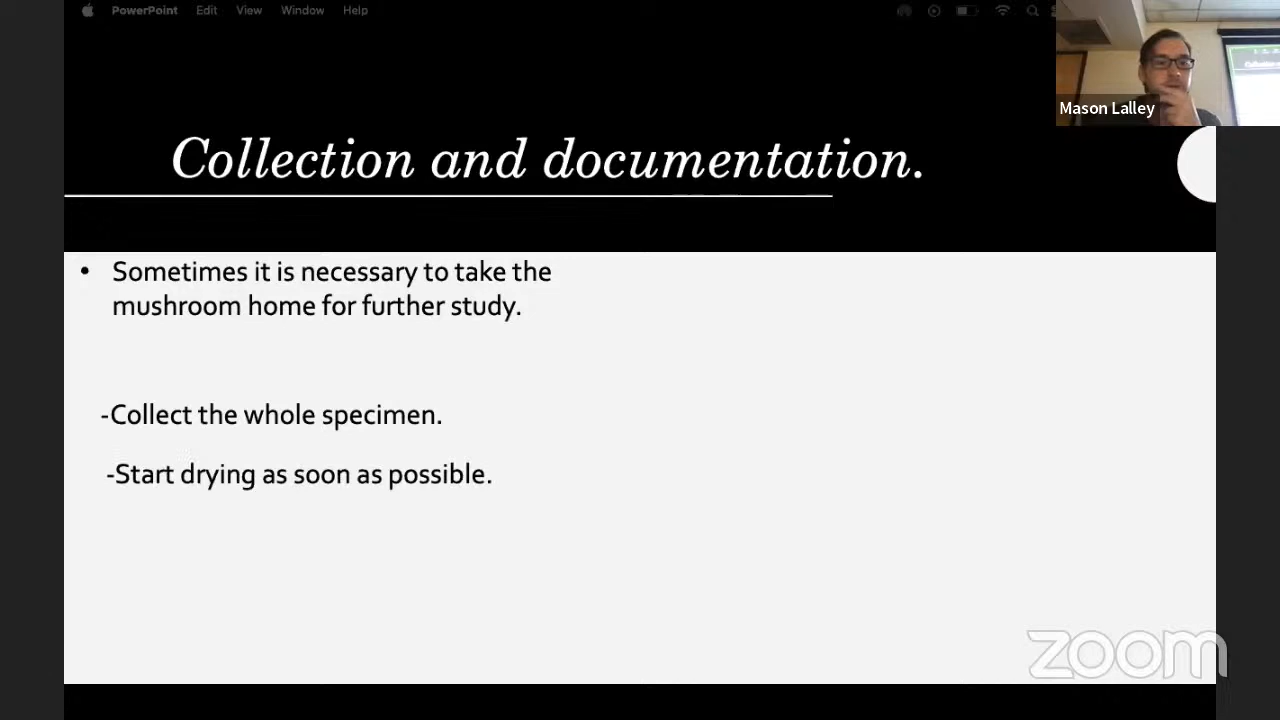 PowerPoint Edit View Window Help
Mason Lalley
Collection and documentation.
• Sometimes it is necessary to take the
mushroom home for further study.
-Collect the whole specimen.
-Start drying as soon as possible.
zoom